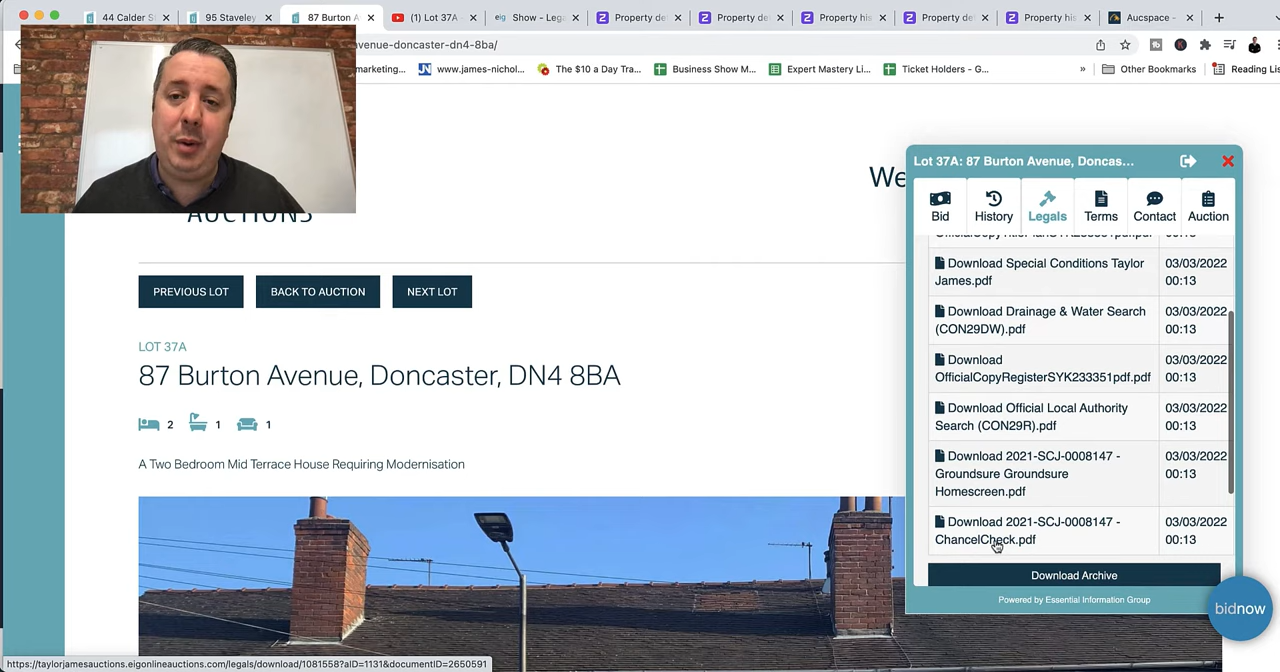 44 Calder S
95 Staveley
87 Burton A
(1) Lot 37A
eig Show - Lega
Property de
Property de
Property his
Property de
Property his
Aucspace -
avenue-doncaster-dn4-8ba/
marketing...
www.james-nichol...
The $10 a Day Tra...
Business Show M...
Expert Mastery Li...
Ticket Holders - G...
»
Other Bookmarks
Reading Lis
We
AUCTIONS
PREVIOUS LOT
BACK TO AUCTION
NEXT LOT
LOT 37A
87 Burton Avenue, Doncaster, DN4 8BA
2 1 1
A Two Bedroom Mid Terrace House Requiring Modernisation
Lot 37A: 87 Burton Avenue, Doncas...
Bid History Legals Terms Contact Auction
Download Special Conditions Taylor
James.pdf
03/03/2022
00:13
Download Drainage & Water Search
(CON29DW).pdf
03/03/2022
00:13
Download
OfficialCopyRegisterSYK233351pdf.pdf
03/03/2022
00:13
Download Official Local Authority
Search (CON29R).pdf
03/03/2022
00:13
Download 2021-SCJ-0008147 -
Groundsure Groundsure
Homescreen.pdf
03/03/2022
00:13
Download 2021-SCJ-0008147 -
ChancelCheck.pdf
03/03/2022
00:13
Download Archive
Powered by Essential Information Group
bidnow
https://taylorjamesauctions.eigonlineauctions.com/legals/download/1081558?aID=1131&documentID=2650591